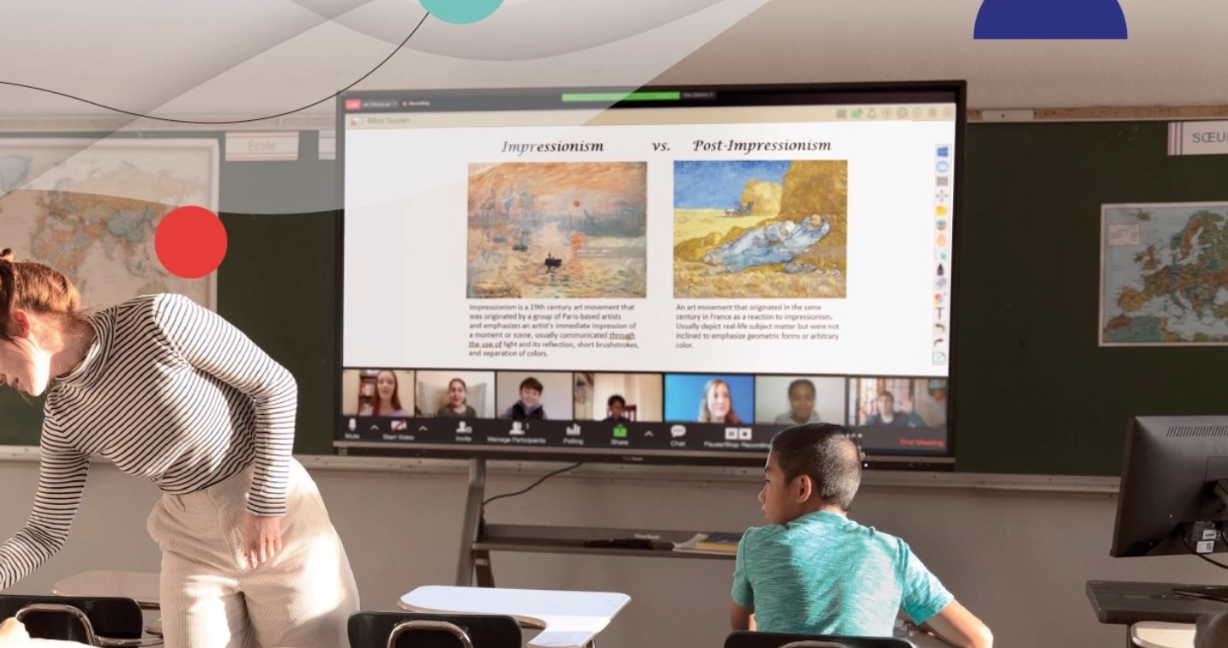 Recording
Miss Susan
Impressionism vs. Post-Impressionism
Impressionism is a 19th century art movement that
was originated by a group of Paris-based artists
and emphasizes an artist's immediate impression of
a moment or scene, usually communicated through
the use of light and its reflection, short brushstrokes,
and separation of colors.
An art movement that originated in the same
century in France as a reaction to impressionism.
Usually depict real-life subject matter but were not
inclined to emphasize geometric forms or arbitrary
color.
École
SŒU
Mute
Start Video
Invite
Manage Participants
Polling
Share
Chat
Pause/Stop Recording
End Meeting
ViewSonic